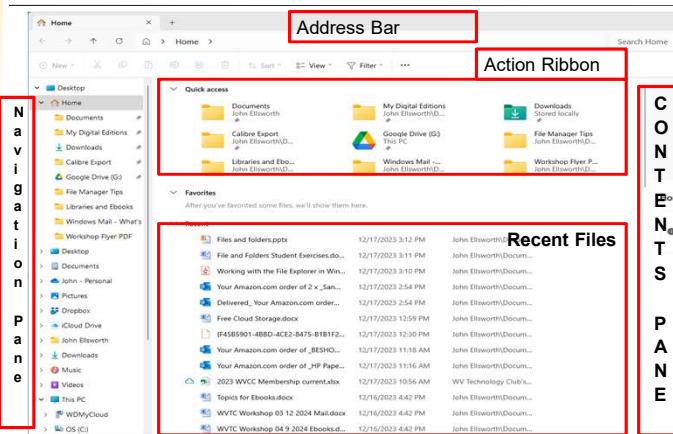 Home
Address Bar
Home
Search Home
New
Sort
View
Filter
Action Ribbon
Navigation Pane
Desktop
Home
Documents
My Digital Editions
Downloads
Calibre Export
Google Drive (G:)
File Manager Tips
Libraries and Ebooks
Windows Mail - What's
Workshop Flyer PDF
Desktop
Documents
John - Personal
Pictures
Dropbox
iCloud Drive
John Ellsworth
Downloads
Music
Videos
This PC
WDMyCloud
OS (C:)
Quick access
Documents
John Ellsworth
My Digital Editions
John Ellsworth\D...
Downloads
Stored locally
Calibre Export
John Ellsworth\D...
Google Drive (G:)
This PC
File Manager Tips
John Ellsworth\D...
Libraries and Ebo...
John Ellsworth\D...
Windows Mail -...
John Ellsworth\D...
Workshop Flyer P...
John Ellsworth\D...
Favorites
After you've favorited some files, we'll show them here.
Recent
Recent Files
Files and folders.pptx 12/17/2023 3:12 PM John Ellsworth\D
File and Folders Student Exercises.do... 12/17/2023 3:11 PM John Ellsworth\Docum...
Working with the File Explorer in Win... 12/17/2023 3:10 PM John Ellsworth\Docum...
Your Amazon.com order of 2 x _San... 12/17/2023 2:54 PM John Ellsworth\Docum...
Delivered_ Your Amazon.com order... 12/17/2023 2:54 PM John Ellsworth\Docum...
Free Cloud Storage.docx 12/17/2023 12:59 PM John Ellsworth\Docum...
12/17/2023 12:30 PM John Ellsworth\Docum...
Your Amazon.com order of _BESHO... 12/17/2023 11:18 AM John Ellsworth\Docum...
Your Amazon.com order of _HP Pape... 12/17/2023 11:16 AM John Ellsworth\Docum...
2023 WVCC Membership current.xlsx 12/17/2023 10:56 AM WV Technology Club's...
Topics for Ebooks.docx 12/16/2023 4:42 PM John Ellsworth\Docum...
WVTC Workshop 03 12 2024 Mail.docx 12/16/2023 4:42 PM John Ellsworth\Docum...
WVTC Workshop 04 9 2024 Ebooks.d... 12/16/2023 4:42 PM John Ellsworth\Docum...
CONTENTS PANE